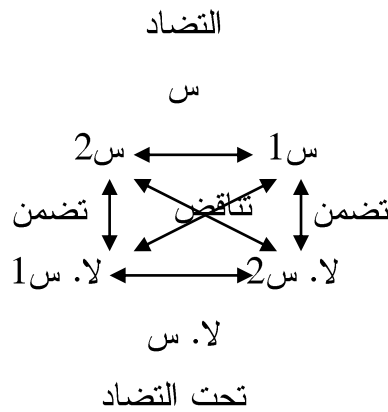 التضاد
س
س1 س2
تضمن تناقض تضمن
لا. س2 لا. س1
لا. س
تحت التضاد